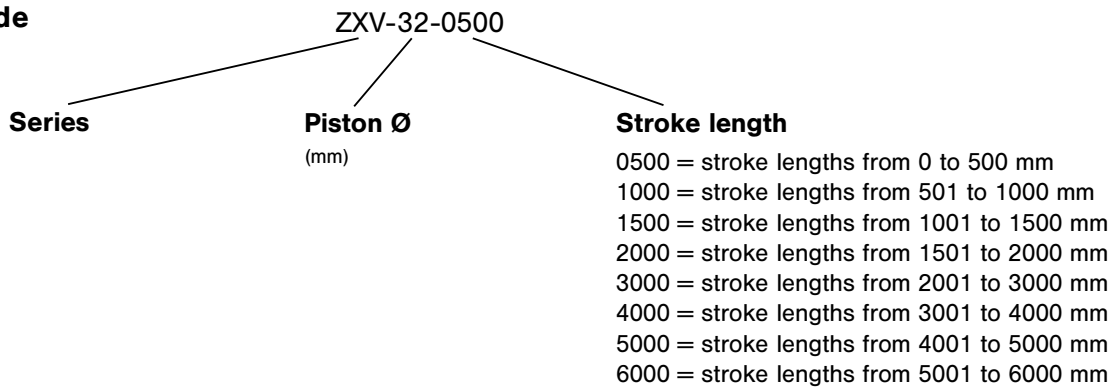 ZXV-32-0500
Series
Piston Ø
(mm)
Stroke length
0500 = stroke lengths from 0 to 500 mm
1000 = stroke lengths from 501 to 1000 mm
1500 = stroke lengths from 1001 to 1500 mm
2000 = stroke lengths from 1501 to 2000 mm
3000 = stroke lengths from 2001 to 3000 mm
4000 = stroke lengths from 3001 to 4000 mm
5000 = stroke lengths from 4001 to 5000 mm
6000 = stroke lengths from 5001 to 6000 mm